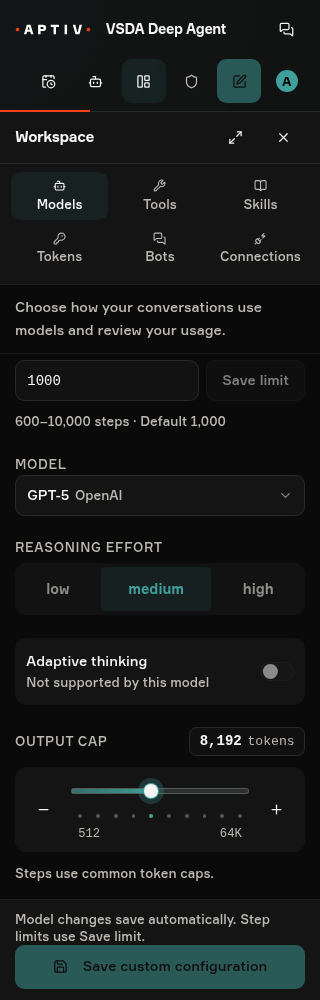 • A P T I V •
VSDA Deep Agent
A
Workspace
Models
Tools
Skills
Tokens
Bots
Connections
Choose how your conversations use
models and review your usage.
1000
Save limit
600–10,000 steps · Default 1,000
MODEL
GPT-5 OpenAI
REASONING EFFORT
low
medium
high
Adaptive thinking
Not supported by this model
OUTPUT CAP
8,192 tokens
−
+
512
64K
Steps use common token caps.
Model changes save automatically. Step
limits use Save limit.
Save custom configuration